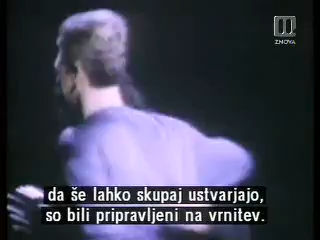 ZNOVA
da še lahko skupaj ustvarjajo,
so bili pripravljeni na vrnitev.